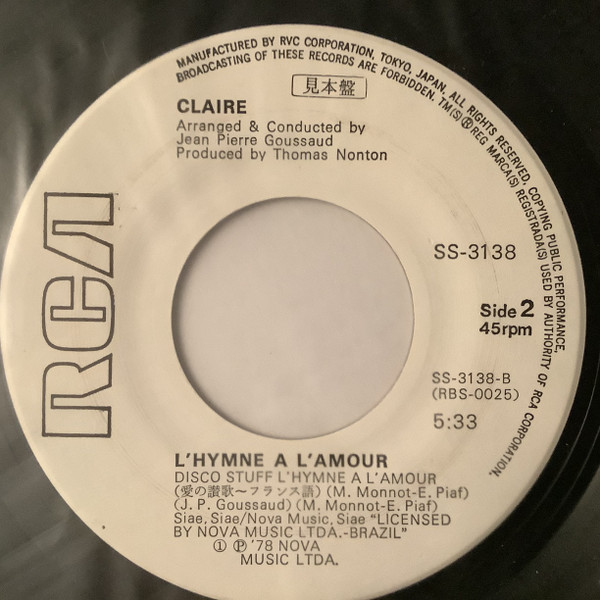 MANUFACTURED BY RVC CORPORATION, TOKYO, JAPAN. ALL RIGHTS RESERVED. COPYING PUBLIC PERFORMANCE,
BROADCASTING OF THESE RECORDS ARE FORBIDDEN. TM(S)®REG MARCA(S) REGISTRADA(S) USED BY AUTHORITY OF RCA CORPORATION.
見本盤
CLAIRE
Arranged & Conducted by
Jean Pierre Goussaud
Produced by Thomas Nonton
RCA
SS-3138
Side 2
45rpm
SS-3138-B
(RBS-0025)
5:33
L'HYMNE A L'AMOUR
DISCO STUFF L'HYMNE A L'AMOUR
(愛の讃歌〜フランス語) (M. Monnot-E. Piaf)
(J. P. Goussaud) (M. Monnot-E. Piaf)
Siae, Siae/Nova Music, Siae "LICENSED
BY NOVA MUSIC LTDA.-BRAZIL"
① ℗ '78 NOVA
MUSIC LTDA.